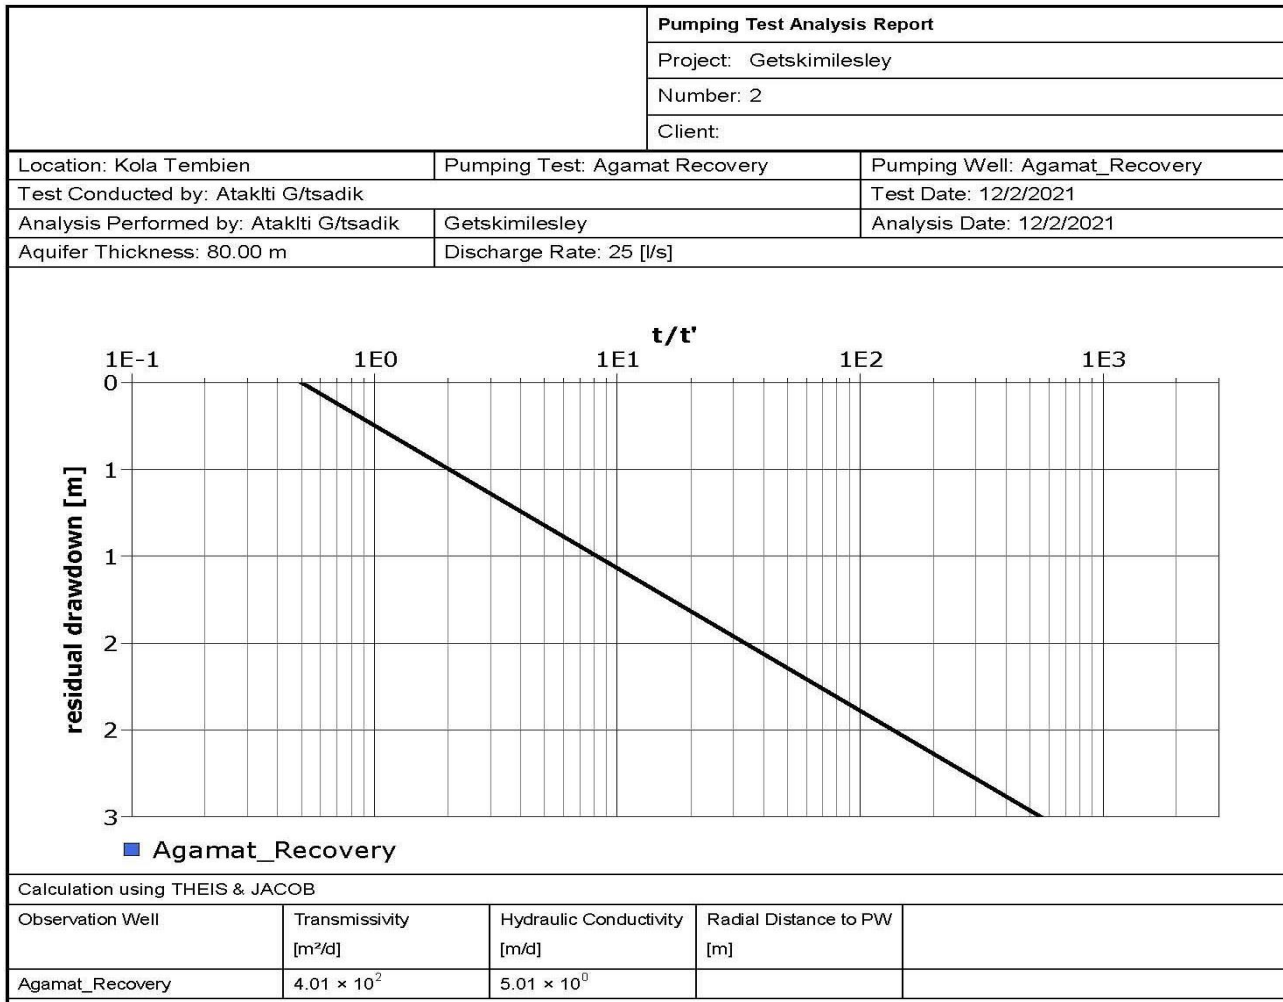 Pumping Test Analysis Report
Project: Getskimilesley
Number: 2
Client:
Location: Kola Tembien Pumping Test: Agamat Recovery Pumping Well: Agamat_Recovery
Test Conducted by: Ataklti G/tsadik Test Date: 12/2/2021
Analysis Performed by: Ataklti G/tsadik Getskimilesley Analysis Date: 12/2/2021
Aquifer Thickness: 80.00 m Discharge Rate: 25 [l/s]
t/t'
1E-1 1E0 1E1 1E2 1E3
0
1
1
2
2
3
residual drawdown [m]
Agamat_Recovery
Calculation using THEIS & JACOB
Observation Well Transmissivity Hydraulic Conductivity Radial Distance to PW
[m²/d] [m/d] [m]
Agamat_Recovery 4.01 × 10² 5.01 × 10⁰